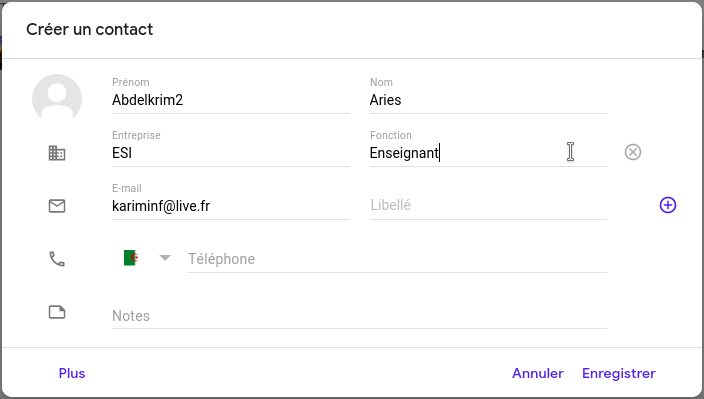 Créer un contact
Prénom Nom
Abdelkrim2 Aries
Entreprise Fonction
ESI Enseignant
E-mail
kariminf@live.fr Libellé
Téléphone
Notes
Plus Annuler Enregistrer